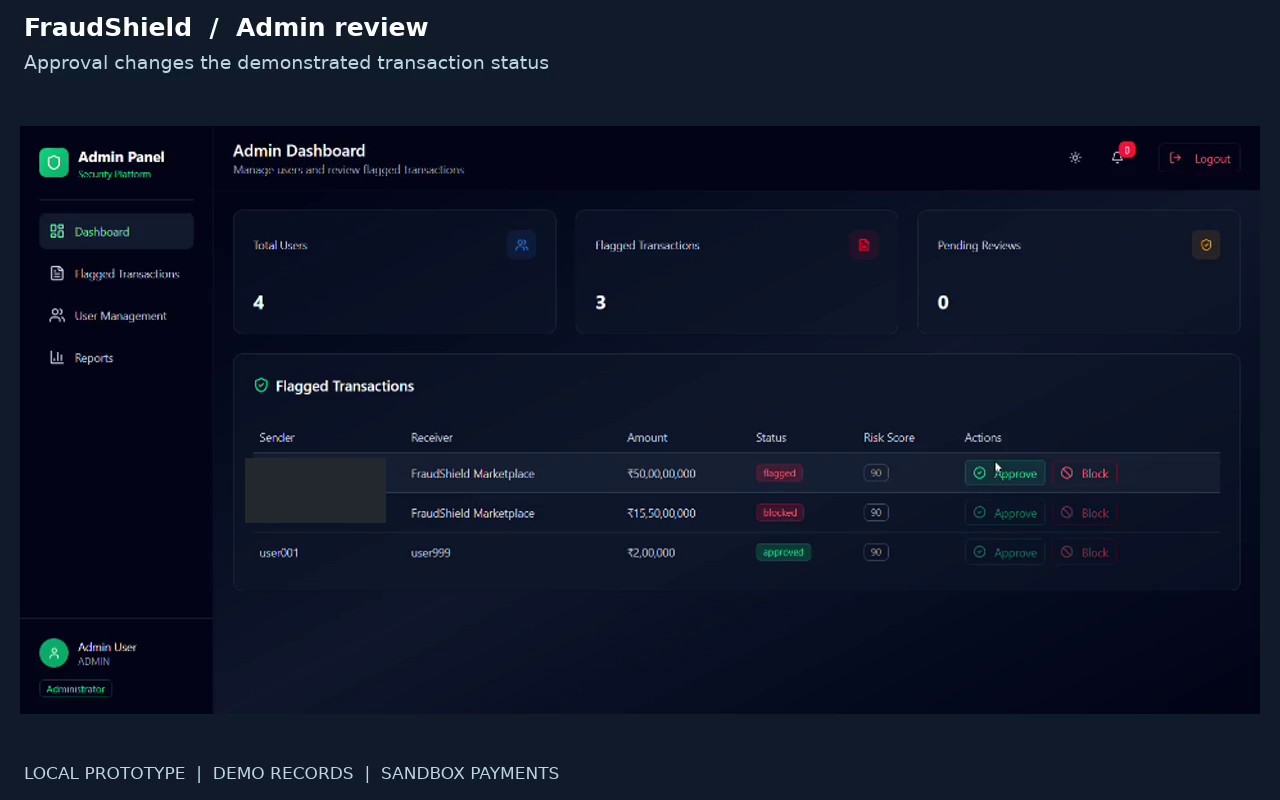 FraudShield / Admin review
Approval changes the demonstrated transaction status
Admin Panel
Security Platform
Dashboard
Flagged Transactions
User Management
Reports
Admin User
ADMIN
Administrator
Admin Dashboard
Manage users and review flagged transactions
0
Logout
Total Users
4
Flagged Transactions
3
Pending Reviews
0
Flagged Transactions
Sender Receiver Amount Status Risk Score Actions
FraudShield Marketplace ₹50,00,00,000 flagged 90 Approve Block
FraudShield Marketplace ₹15,50,00,000 blocked 90 Approve Block
user001 user999 ₹2,00,000 approved 90 Approve Block
LOCAL PROTOTYPE | DEMO RECORDS | SANDBOX PAYMENTS